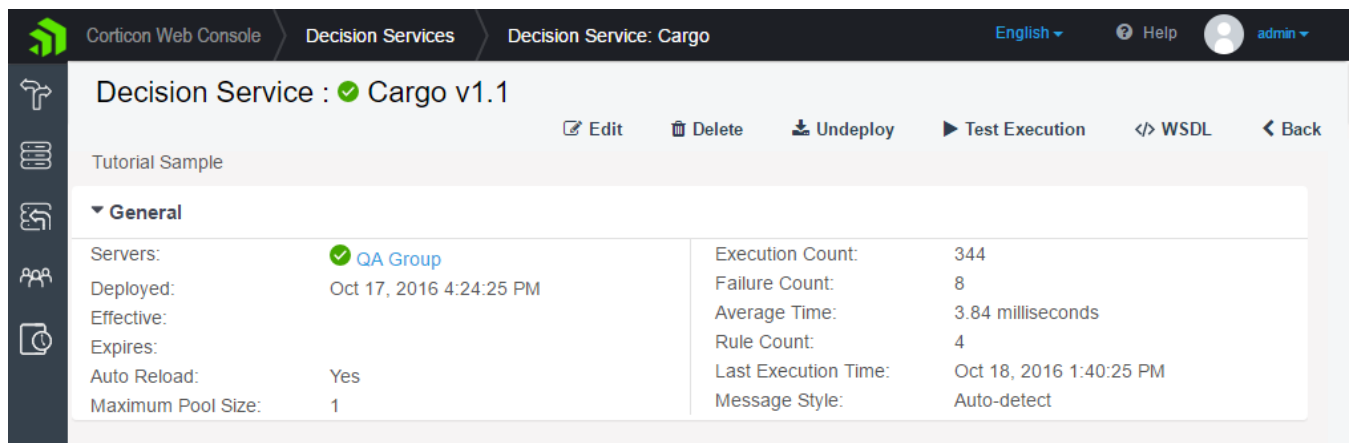 Corticon Web Console Decision Services Decision Service: Cargo English Help admin
Decision Service : Cargo v1.1
Edit Delete Undeploy Test Execution </> WSDL Back
Tutorial Sample
General
Servers: QA Group
Deployed: Oct 17, 2016 4:24:25 PM
Effective:
Expires:
Auto Reload: Yes
Maximum Pool Size: 1
Execution Count: 344
Failure Count: 8
Average Time: 3.84 milliseconds
Rule Count: 4
Last Execution Time: Oct 18, 2016 1:40:25 PM
Message Style: Auto-detect